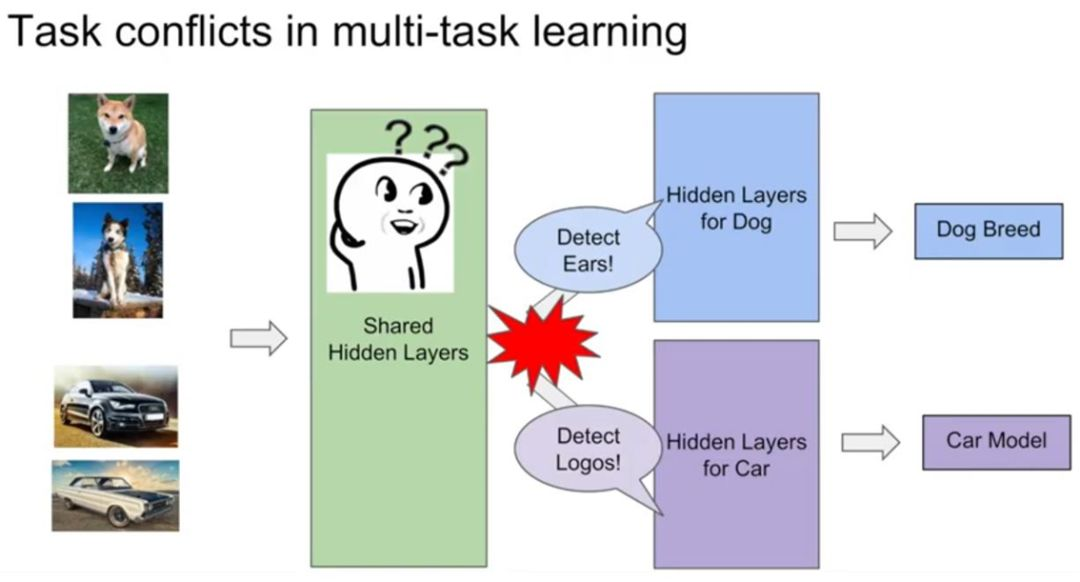 Task conflicts in multi-task learning
???
Shared
Hidden Layers
Detect
Ears!
Hidden Layers
for Dog
Dog Breed
Detect
Logos!
Hidden Layers
for Car
Car Model